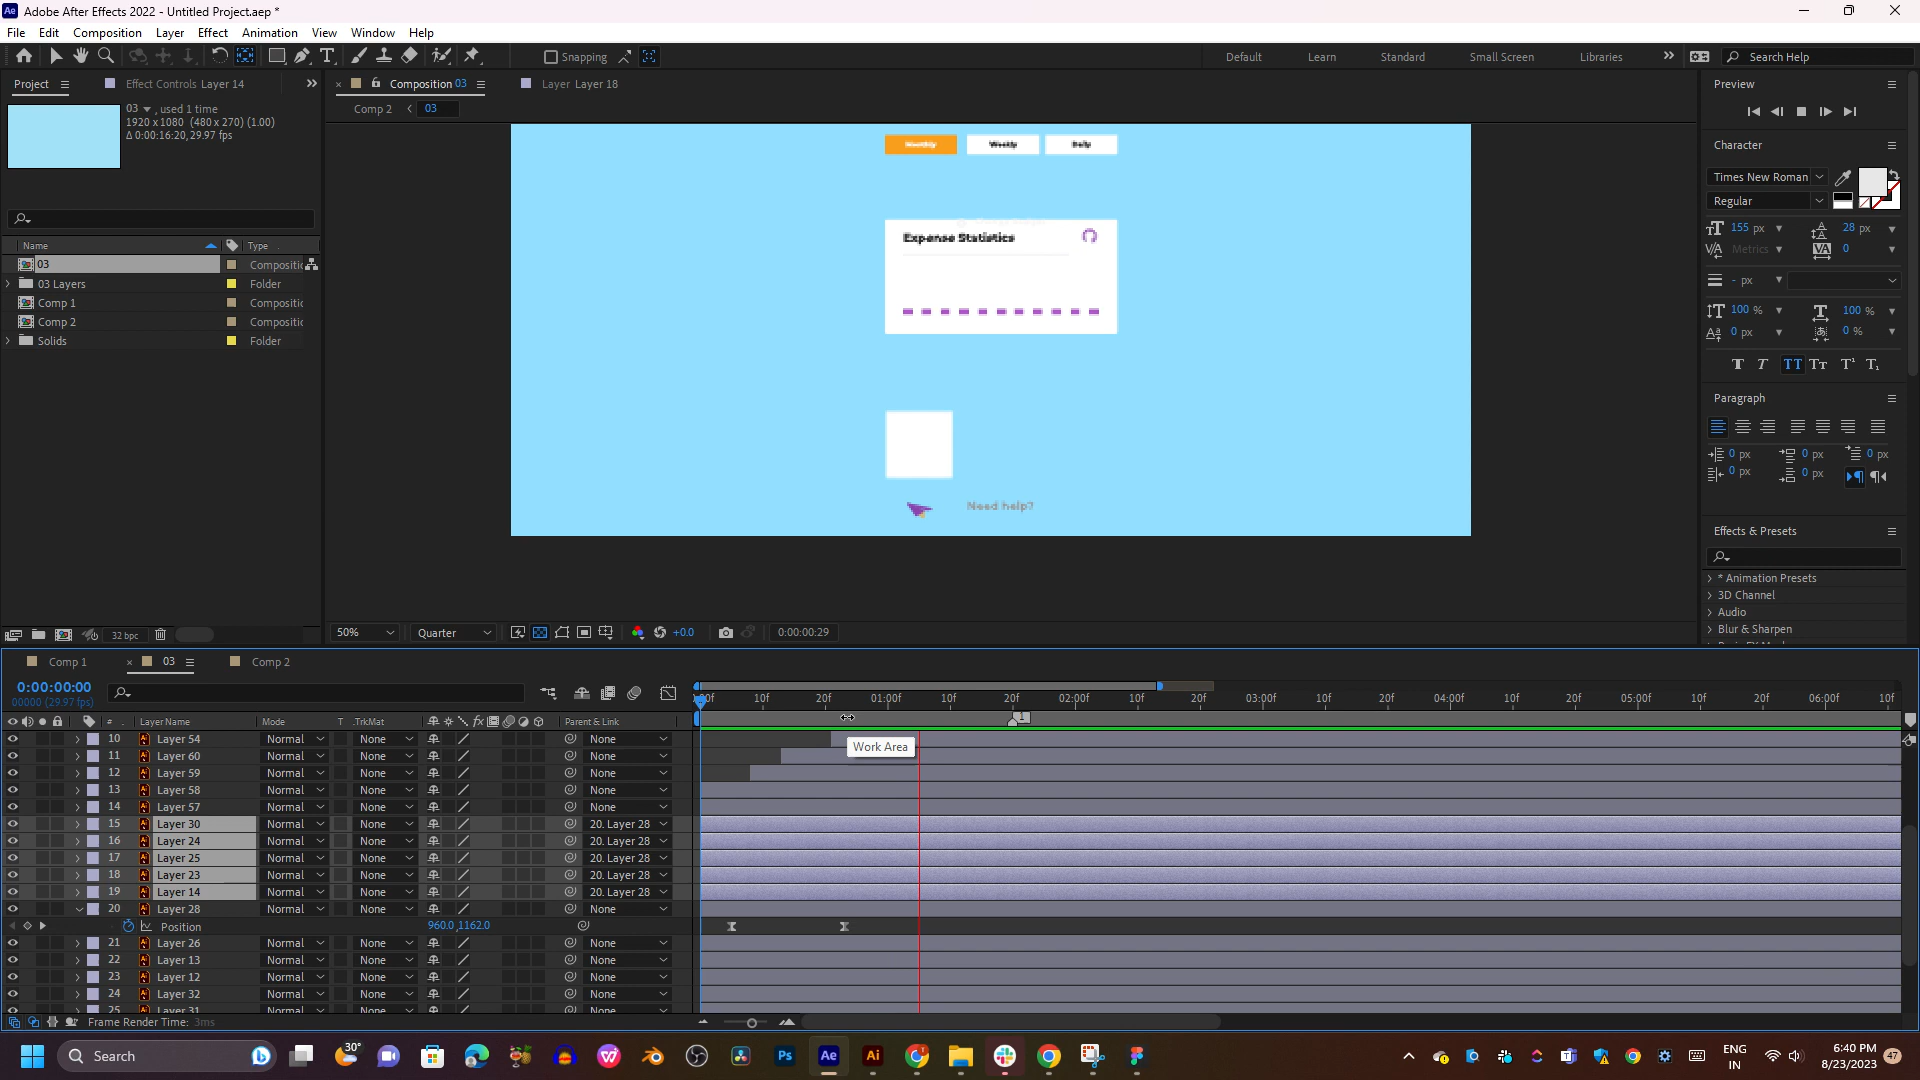 Adobe After Effects 2022 - Untitled Project.aep *
File Edit Composition Layer Effect Animation View Window Help
Snapping
Default Learn Standard Small Screen Libraries Search Help
Project Effect Controls Layer 14
Composition 03 Layer Layer 18
Comp 2 03
03 , used 1 time
1920 x 1080 (480 x 270) (1.00)
Δ 0:00:16:20, 29.97 fps
Name Type
03 Compositic
03 Layers Folder
Comp 1 Compositic
Comp 2 Compositic
Solids Folder
32 bpc
Monthly Weekly Daily
Expense Statistics
Need help?
50% Quarter +0.0 0:00:00:29
Preview
Character
Times New Roman
Regular
155 px 28 px
Metrics 0
- px
100 % 100 %
0 px 0 %
Paragraph
0 px 0 px 0 px
0 px 0 px
Effects & Presets
* Animation Presets
3D Channel
Audio
Blur & Sharpen
Comp 1 03 Comp 2
0:00:00:00
00000 (29.97 fps)
:00f 10f 20f 01:00f 10f 20f 02:00f 10f 20f 03:00f 10f 20f 04:00f 10f 20f 05:00f 10f 20f 06:00f 10f
1
# Layer Name Mode T .TrkMat Parent & Link
10 Layer 54 Normal None None
Work Area
11 Layer 60 Normal None None
12 Layer 59 Normal None None
13 Layer 58 Normal None None
14 Layer 57 Normal None None
15 Layer 30 Normal None 20. Layer 28
16 Layer 24 Normal None 20. Layer 28
17 Layer 25 Normal None 20. Layer 28
18 Layer 23 Normal None 20. Layer 28
19 Layer 14 Normal None 20. Layer 28
20 Layer 28 Normal None None
Position 960.0,1162.0
21 Layer 26 Normal None None
22 Layer 13 Normal None None
23 Layer 12 Normal None None
24 Layer 32 Normal None None
25 Layer 31 Normal None None
Frame Render Time: 3ms
Search
30°
ENG
IN
6:40 PM
8/23/2023
47